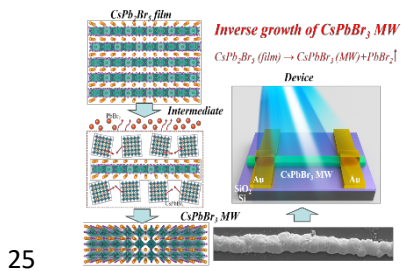 CsPb₂Br₅ film
Inverse growth of CsPbBr₃ MW
CsPb₂Br₅ (film) → CsPbBr₃ (MW)+PbBr₂↑
Device
Intermediate
PbBr₂
CsPbBr₃
Au
CsPbBr₃ MW
Au
SiO₂
Si
CsPbBr₃ MW
25